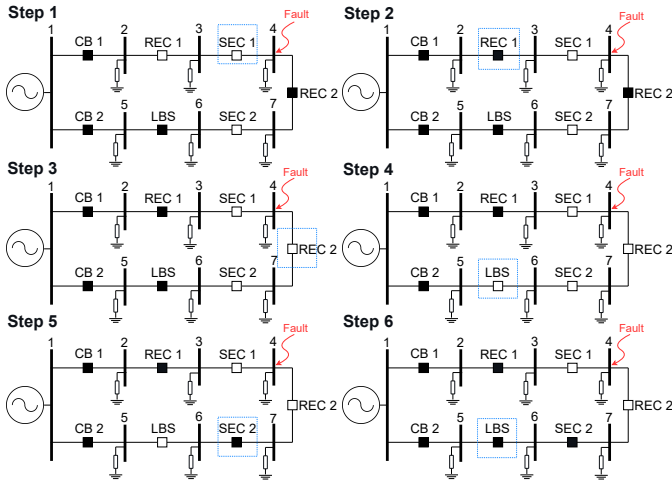 Step 1
1
CB 1
2
REC 1
3
SEC 1
4
Fault
REC 2
CB 2
5
LBS
6
SEC 2
7
Step 2
1
CB 1
2
REC 1
3
SEC 1
4
Fault
REC 2
CB 2
5
LBS
6
SEC 2
7
Step 3
1
CB 1
2
REC 1
3
SEC 1
4
Fault
REC 2
CB 2
5
LBS
6
SEC 2
7
Step 4
1
CB 1
2
REC 1
3
SEC 1
4
Fault
REC 2
CB 2
5
LBS
6
SEC 2
7
Step 5
1
CB 1
2
REC 1
3
SEC 1
4
Fault
REC 2
CB 2
5
LBS
6
SEC 2
7
Step 6
1
CB 1
2
REC 1
3
SEC 1
4
Fault
REC 2
CB 2
5
LBS
6
SEC 2
7